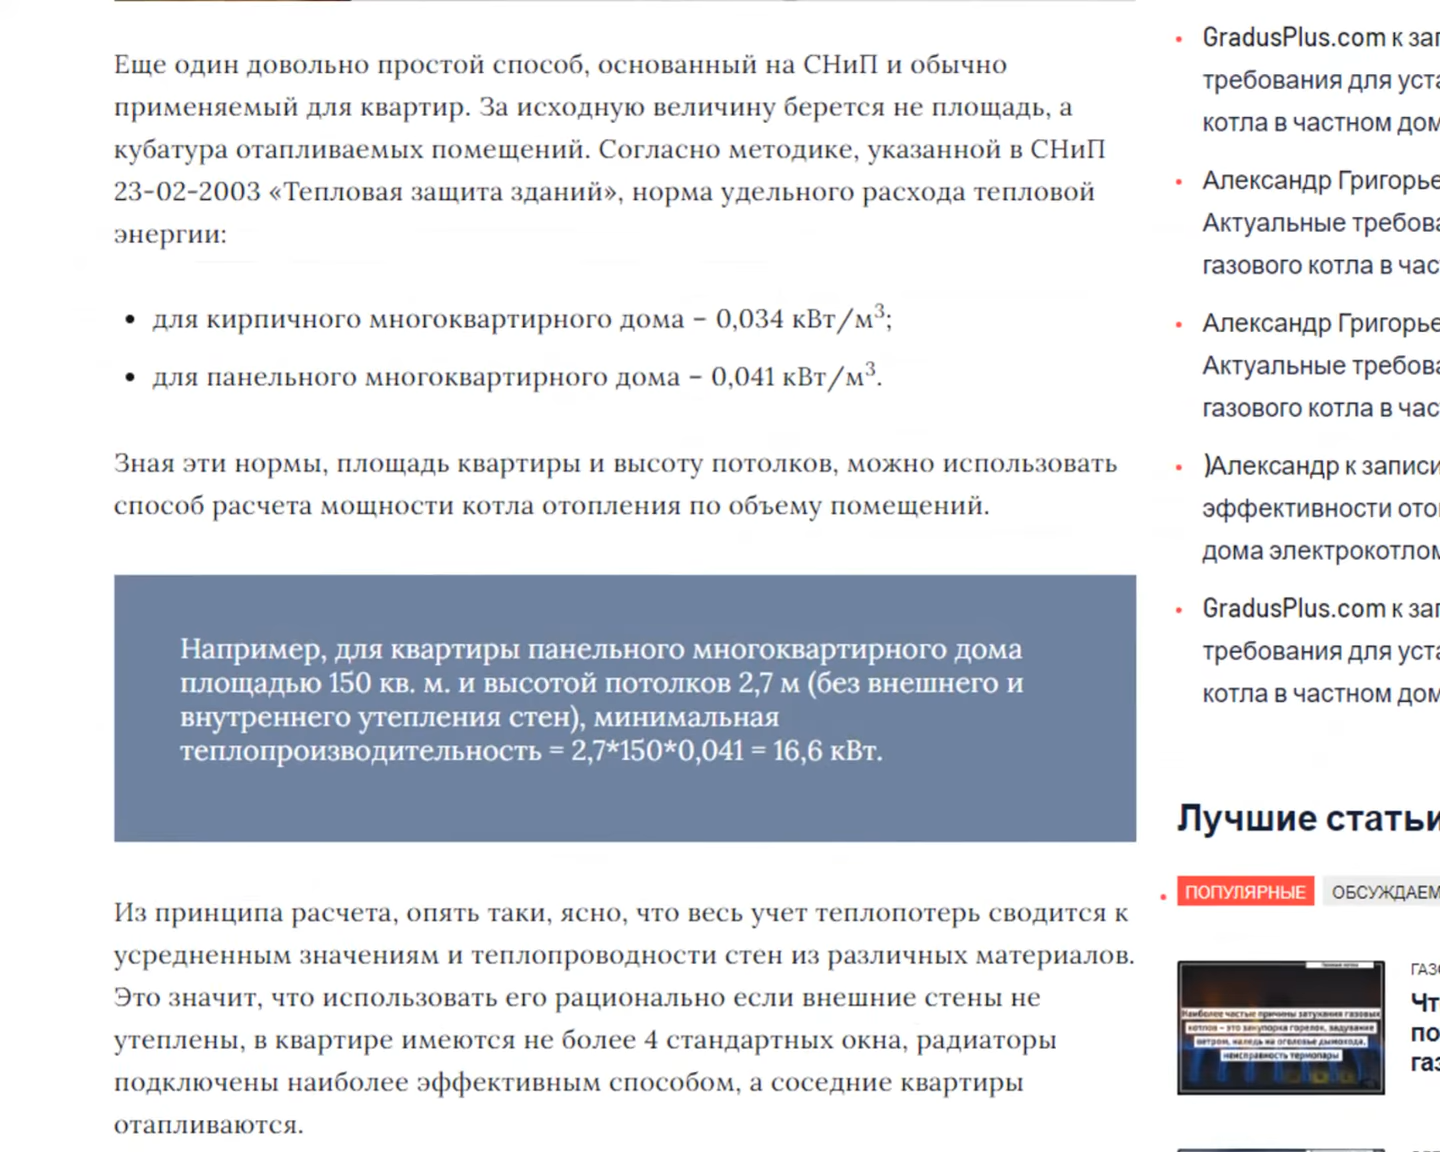 Еще один довольно простой способ, основанный на СНиП и обычно
применяемый для квартир. За исходную величину берется не площадь, а
кубатура отапливаемых помещений. Согласно методике, указанной в СНиП
23-02-2003 «Тепловая защита зданий», норма удельного расхода тепловой
энергии:
• для кирпичного многоквартирного дома – 0,034 кВт/м³;
• для панельного многоквартирного дома – 0,041 кВт/м³.
Зная эти нормы, площадь квартиры и высоту потолков, можно использовать
способ расчета мощности котла отопления по объему помещений.
Например, для квартиры панельного многоквартирного дома
площадью 150 кв. м. и высотой потолков 2,7 м (без внешнего и
внутреннего утепления стен), минимальная
теплопроизводительность = 2,7*150*0,041 = 16,6 кВт.
Из принципа расчета, опять таки, ясно, что весь учет теплопотерь сводится к
усредненным значениям и теплопроводности стен из различных материалов.
Это значит, что использовать его рационально если внешние стены не
утеплены, в квартире имеются не более 4 стандартных окна, радиаторы
подключены наиболее эффективным способом, а соседние квартиры
отапливаются.
• GradusPlus.com к зап
требования для уста
котла в частном дом
• Александр Григорье
Актуальные требова
газового котла в час
• Александр Григорье
Актуальные требова
газового котла в час
• )Александр к записи
эффективности ото
дома электрокотлом
• GradusPlus.com к зап
требования для уста
котла в частном дом
Лучшие статьи
ПОПУЛЯРНЫЕ ОБСУЖДАЕМ
Наиболее частые причины затухания газовых
котлов – это закупорка горелок, задувание
ветром, наледь на оголовье дымохода,
неисправность термопары
ГАЗО
Чт
по
газ